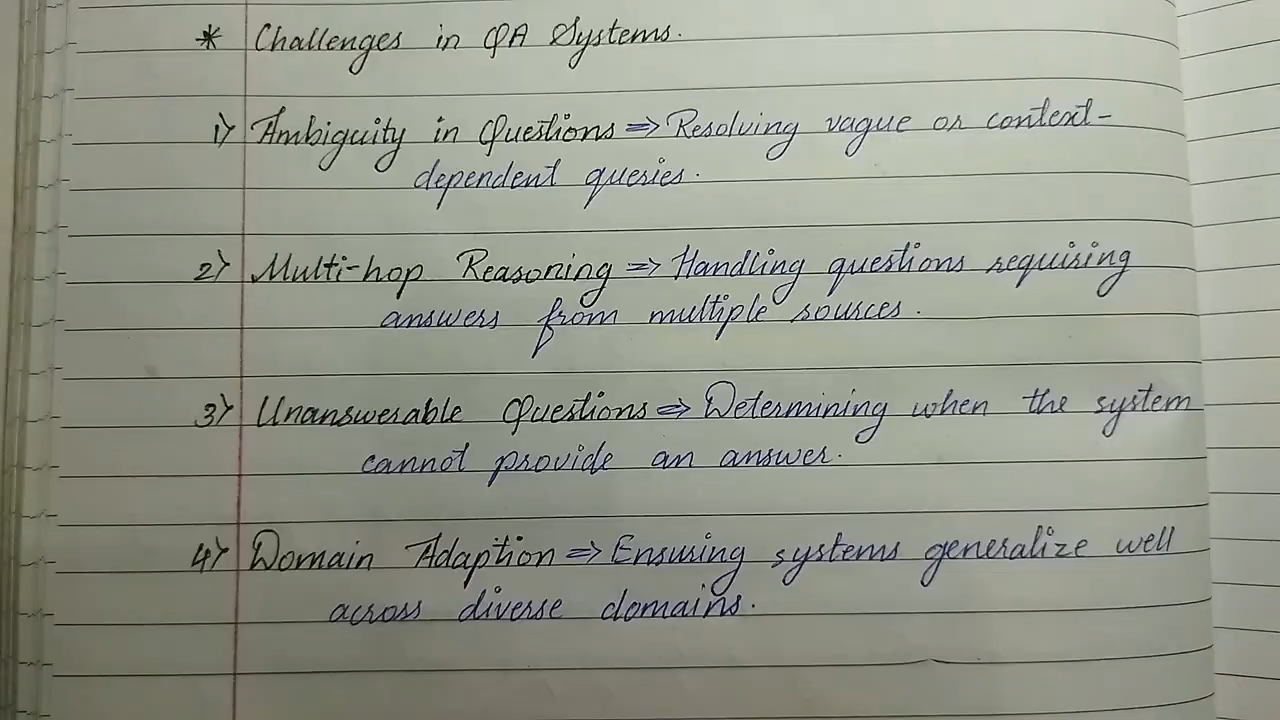 * Challenges in QA Systems.
1) Ambiguity in Questions => Resolving vague or context-
dependent queries.
2) Multi-hop Reasoning => Handling questions requiring
answers from multiple sources.
3) Unanswerable Questions => Determining when the system
cannot provide an answer.
4) Domain Adaption => Ensuring systems generalize well
across diverse domains.